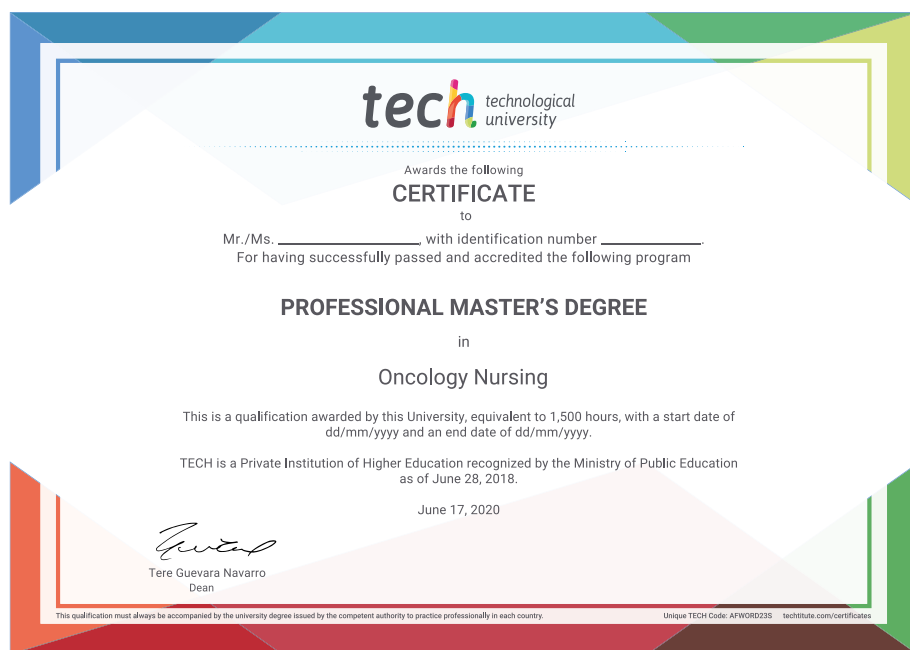 tech technological
university
Awards the following
CERTIFICATE
to
Mr./Ms. ________________, with identification number ____________.
For having successfully passed and accredited the following program
PROFESSIONAL MASTER'S DEGREE
in
Oncology Nursing
This is a qualification awarded by this University, equivalent to 1,500 hours, with a start date of
dd/mm/yyyy and an end date of dd/mm/yyyy.
TECH is a Private Institution of Higher Education recognized by the Ministry of Public Education
as of June 28, 2018.
June 17, 2020
Tere Guevara Navarro
Dean
This qualification must always be accompanied by the university degree issued by the competent authority to practice professionally in each country.
Unique TECH Code: AFWORD23S techtitute.com/certificates